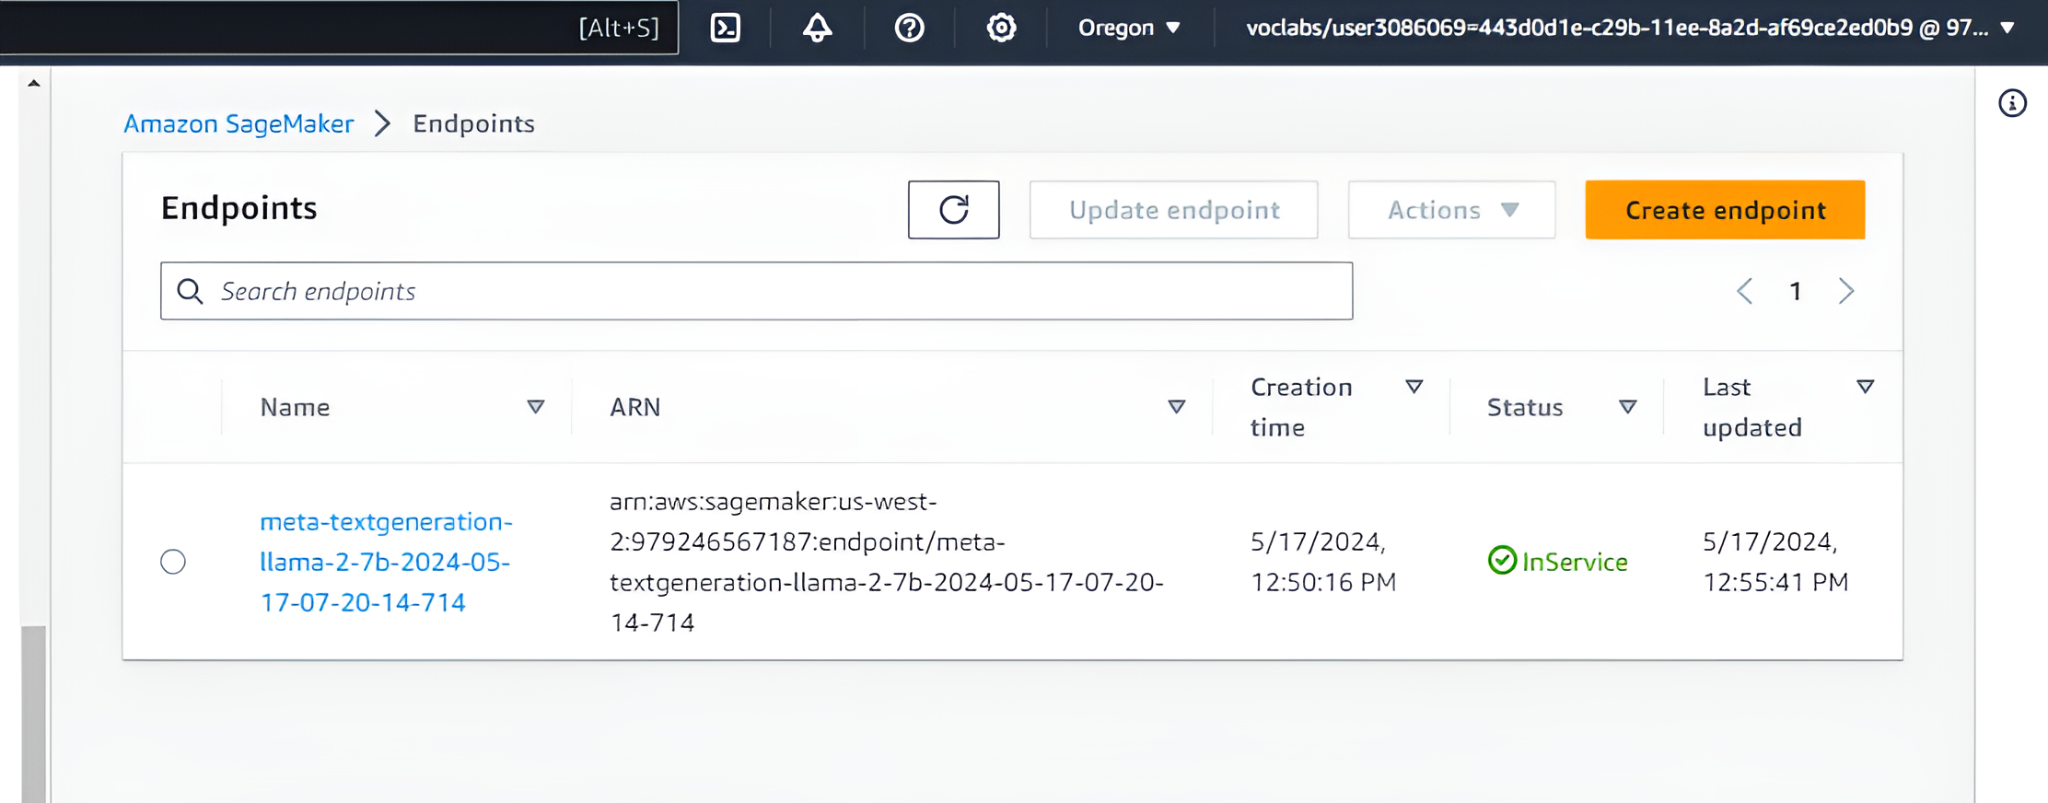 [Alt+S] Oregon voclabs/user3086069=443d0d1e-c29b-11ee-8a2d-af69ce2ed0b9 @ 97...
Amazon SageMaker > Endpoints
Endpoints
Update endpoint
Actions
Create endpoint
Search endpoints
1
Name
ARN
Creation
time
Status
Last
updated
meta-textgeneration-
llama-2-7b-2024-05-
17-07-20-14-714
arn:aws:sagemaker:us-west-
2:979246567187:endpoint/meta-
textgeneration-llama-2-7b-2024-05-17-07-20-
14-714
5/17/2024,
12:50:16 PM
InService
5/17/2024,
12:55:41 PM